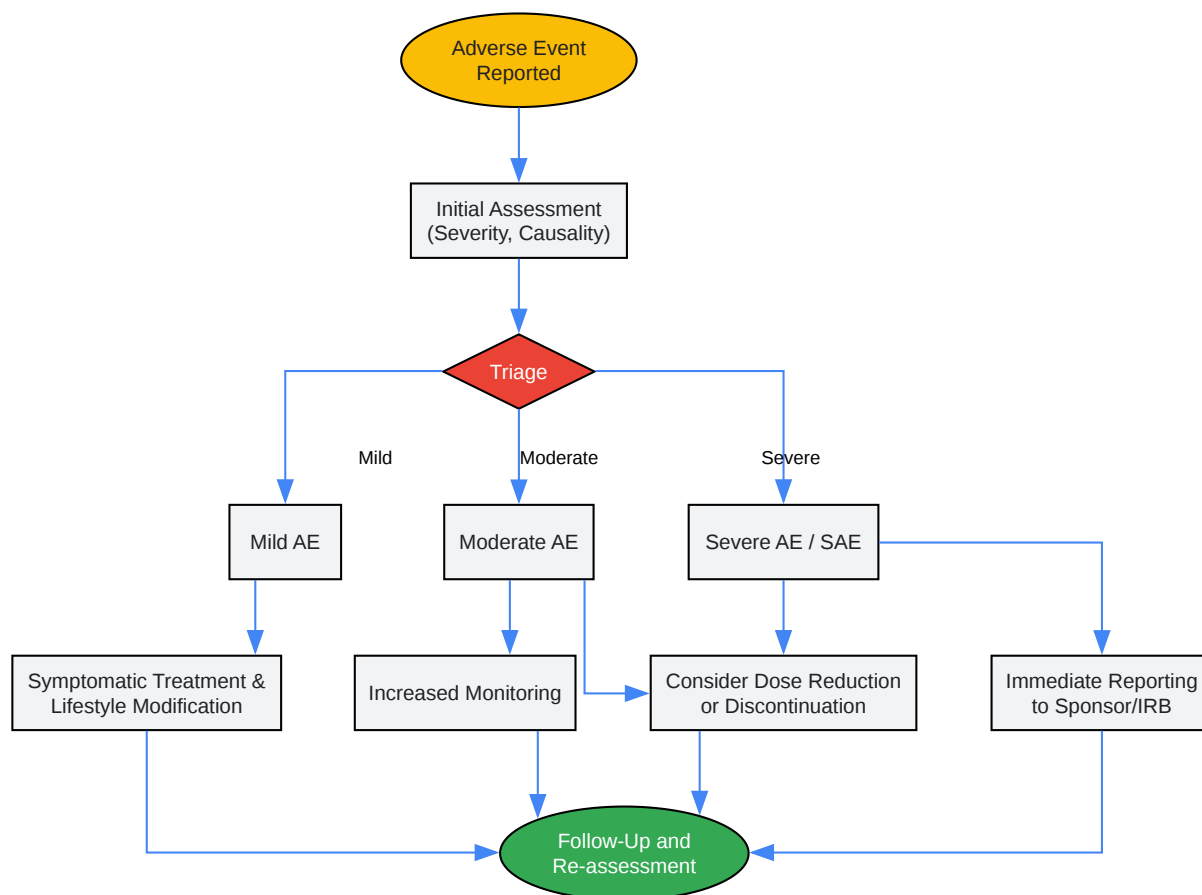 Adverse Event
Reported
Initial Assessment
(Severity, Causality)
Triage
Mild
Moderate
Severe
Mild AE
Moderate AE
Severe AE / SAE
Symptomatic Treatment &
Lifestyle Modification
Increased Monitoring
Consider Dose Reduction
or Discontinuation
Immediate Reporting
to Sponsor/IRB
Follow-Up and
Re-assessment